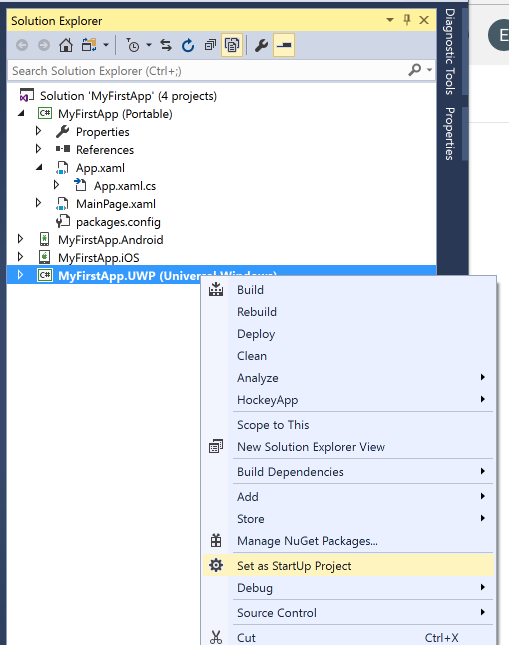 Solution Explorer
Search Solution Explorer (Ctrl+;)
Solution 'MyFirstApp' (4 projects)
C# MyFirstApp (Portable)
Properties
References
App.xaml
App.xaml.cs
MainPage.xaml
packages.config
MyFirstApp.Android
MyFirstApp.iOS
C# MyFirstApp.UWP (Universal Windows)
Build
Rebuild
Deploy
Clean
Analyze
HockeyApp
Scope to This
New Solution Explorer View
Build Dependencies
Add
Store
Manage NuGet Packages...
Set as StartUp Project
Debug
Source Control
Cut Ctrl+X
Diagnostic Tools
Properties
E